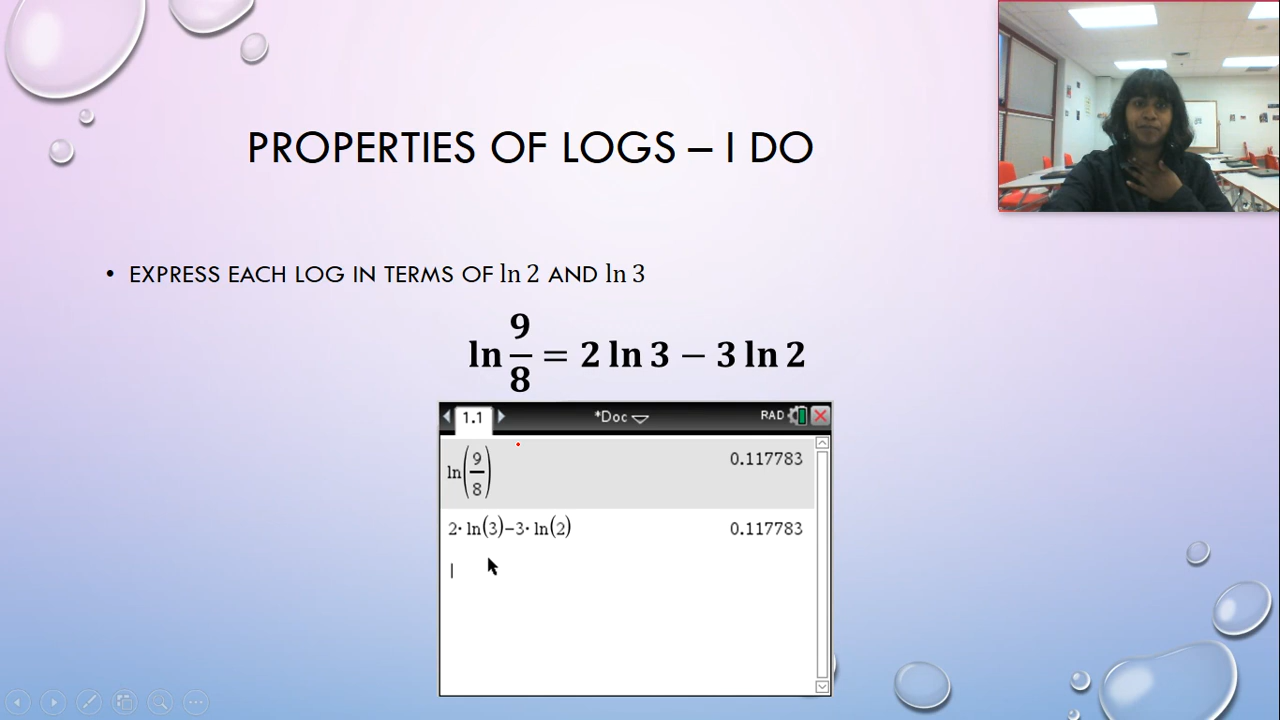 PROPERTIES OF LOGS – I DO
• EXPRESS EACH LOG IN TERMS OF ln 2 AND ln 3
ln 9/8 = 2 ln 3 − 3 ln 2
1.1 *Doc RAD
ln(9/8) 0.117783
2·ln(3)−3·ln(2) 0.117783